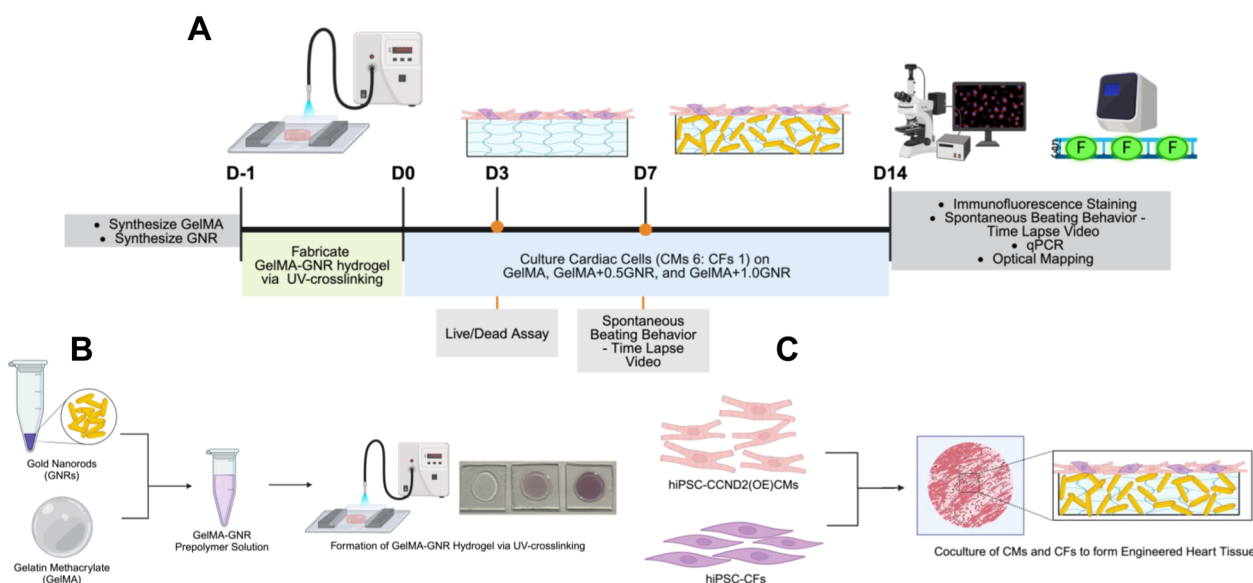 A
D-1
D0
D3
D7
D14
F F F
• Synthesize GelMA
• Synthesize GNR
Fabricate
GelMA-GNR hydrogel
via UV-crosslinking
Culture Cardiac Cells (CMs 6: CFs 1) on
GelMA, GelMA+0.5GNR, and GelMA+1.0GNR
• Immunofluorescence Staining
• Spontaneous Beating Behavior -
Time Lapse Video
• qPCR
• Optical Mapping
Live/Dead Assay
Spontaneous
Beating Behavior
- Time Lapse
Video
B
Gold Nanorods
(GNRs)
Gelatin Methacrylate
(GelMA)
GelMA-GNR
Prepolymer Solution
Formation of GelMA-GNR Hydrogel via UV-crosslinking
C
hiPSC-CCND2(OE)CMs
hiPSC-CFs
Coculture of CMs and CFs to form Engineered Heart Tissue